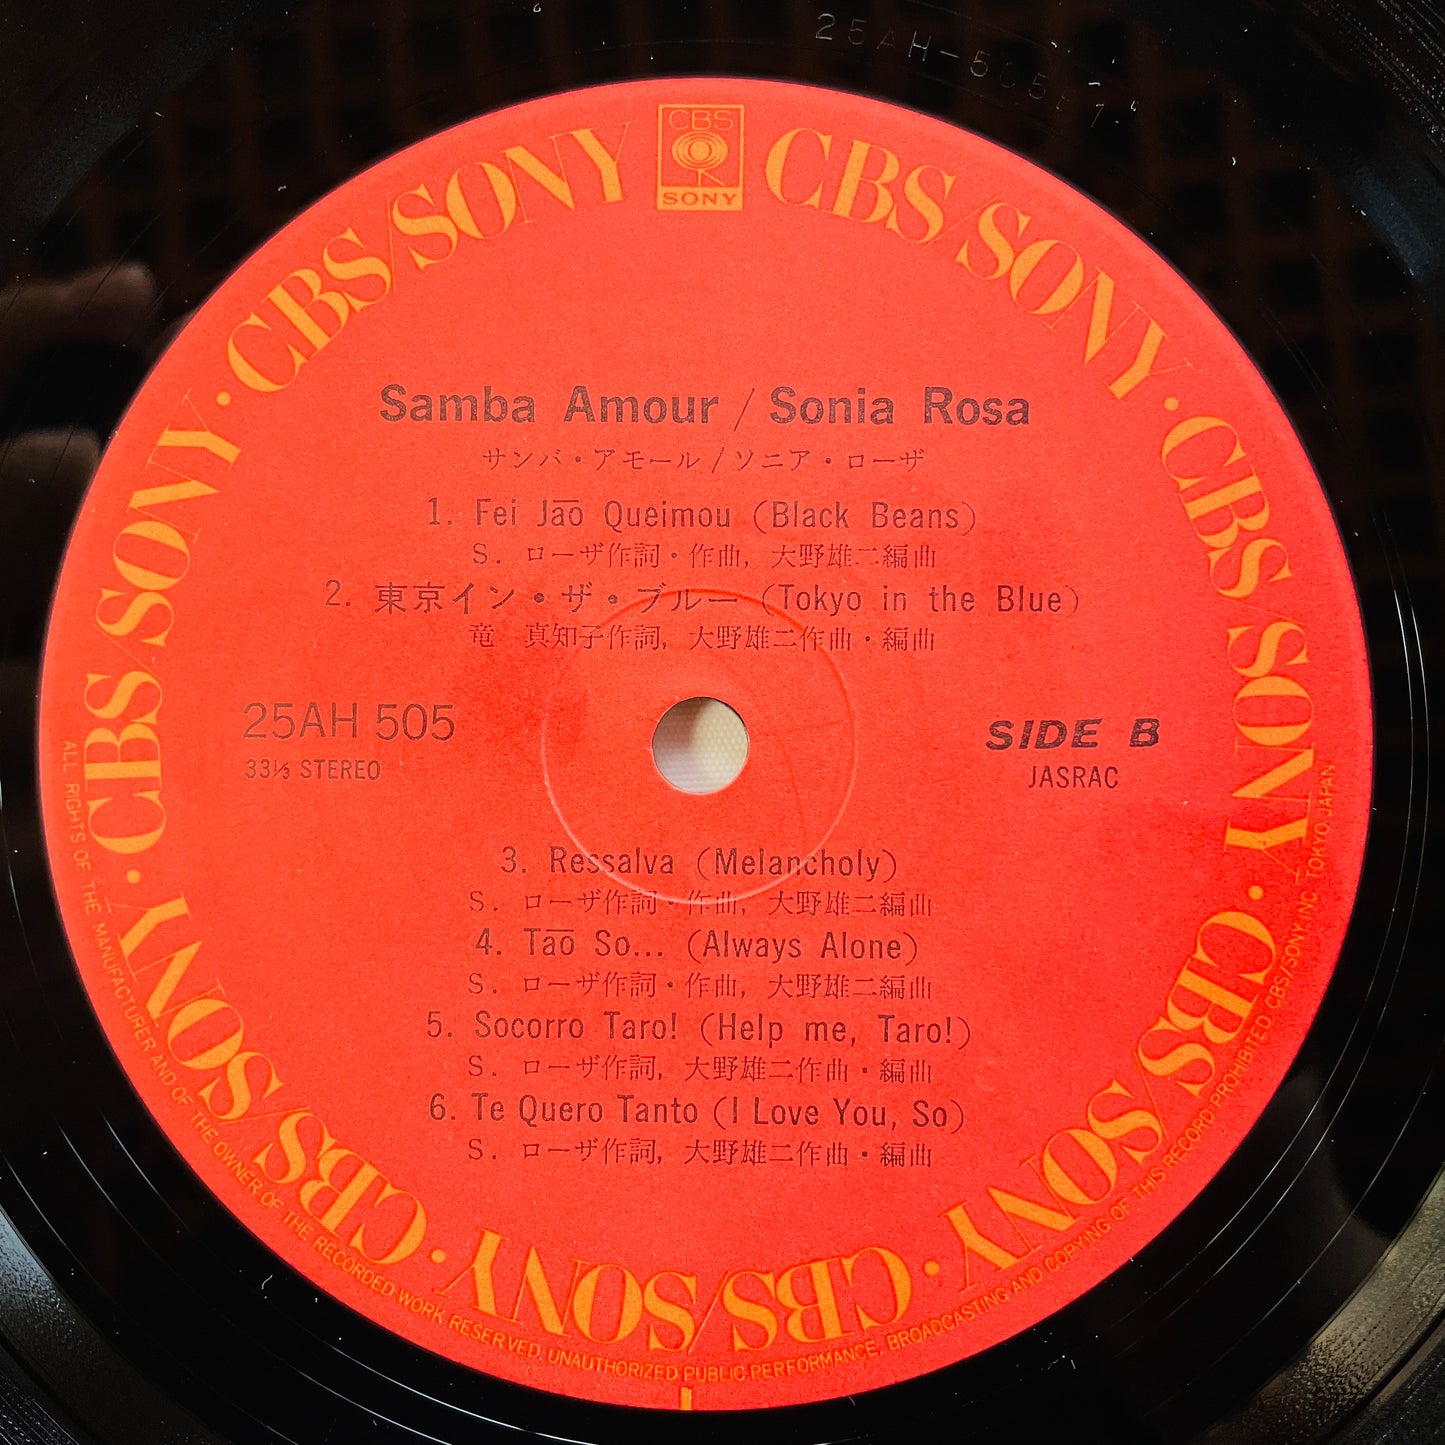 25AH-505B
CBS
SONY
CBS/SONY · CBS/SONY · CBS/SONY · CBS/SONY · CBS/SONY · CBS/SONY · CBS/SONY · CBS/SONY
Samba Amour / Sonia Rosa
サンバ・アモール / ソニア・ローザ
1. Fei Jaō Queimou (Black Beans)
S. ローザ作詞・作曲, 大野雄二編曲
2. 東京イン・ザ・ブルー (Tokyo in the Blue)
竜 真知子作詞, 大野雄二作曲・編曲
25AH 505
33⅓ STEREO
SIDE B
JASRAC
3. Ressalva (Melancholy)
S. ローザ作詞・作曲, 大野雄二編曲
4. Tāo So... (Always Alone)
S. ローザ作詞・作曲, 大野雄二編曲
5. Socorro Taro! (Help me, Taro!)
S. ローザ作詞, 大野雄二作曲・編曲
6. Te Quero Tanto (I Love You, So)
S. ローザ作詞, 大野雄二作曲・編曲
ALL RIGHTS OF THE MANUFACTURER AND OF THE OWNER OF THE RECORDED WORK RESERVED. UNAUTHORIZED PUBLIC PERFORMANCE, BROADCASTING AND COPYING OF THIS RECORD PROHIBITED CBS/SONY INC. TOKYO, JAPAN